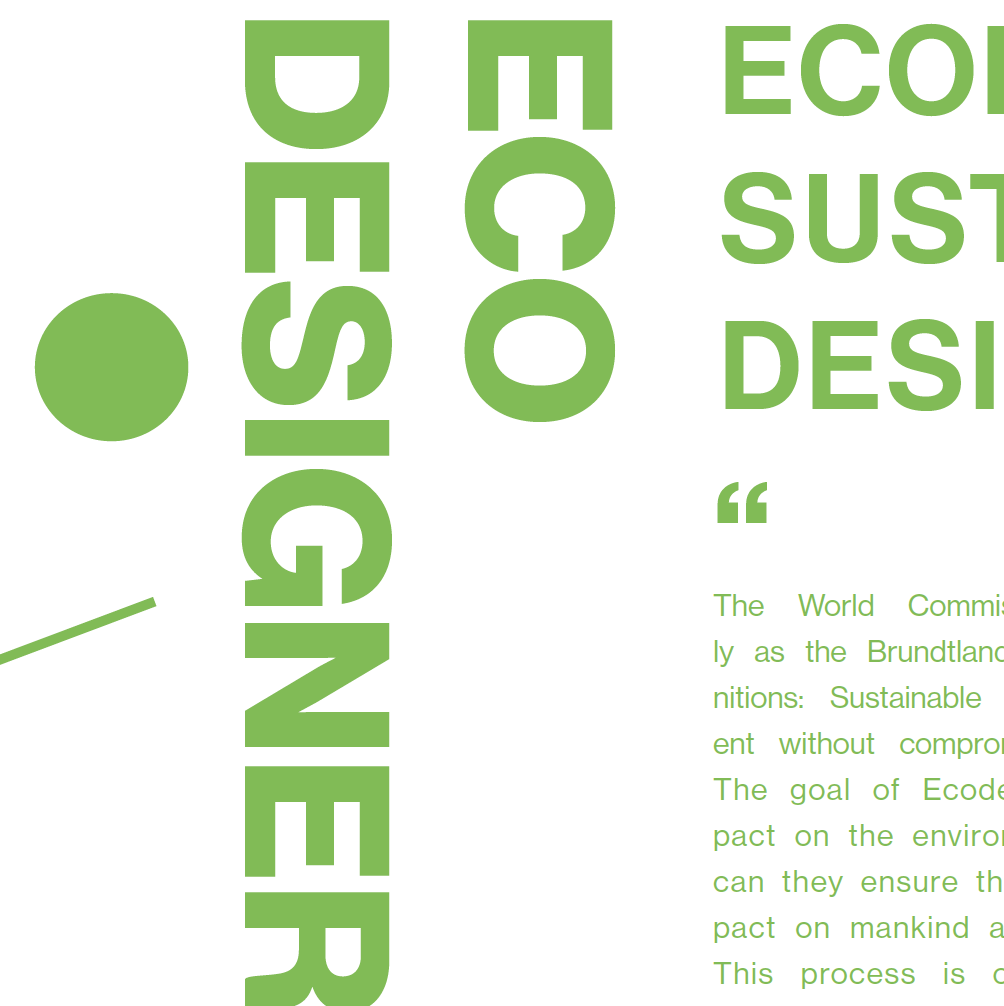 ECO
DESIGNER
ECO
SUST
DESI
“
The World Commis
ly as the Brundtland
nitions: Sustainable
ent without compro
The goal of Ecode
pact on the enviro
can they ensure th
pact on mankind a
This process is